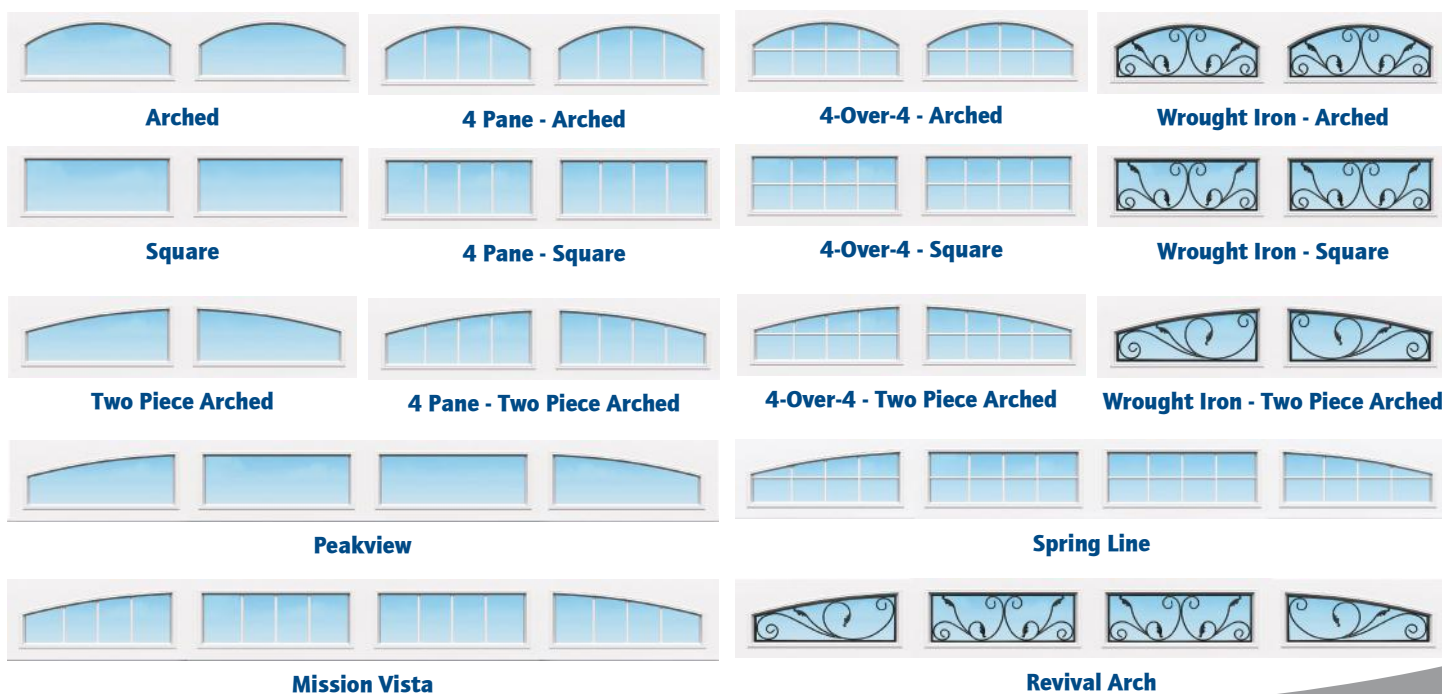 Arched
4 Pane - Arched
4-Over-4 - Arched
Wrought Iron - Arched
Square
4 Pane - Square
4-Over-4 - Square
Wrought Iron - Square
Two Piece Arched
4 Pane - Two Piece Arched
4-Over-4 - Two Piece Arched
Wrought Iron - Two Piece Arched
Peakview
Spring Line
Mission Vista
Revival Arch